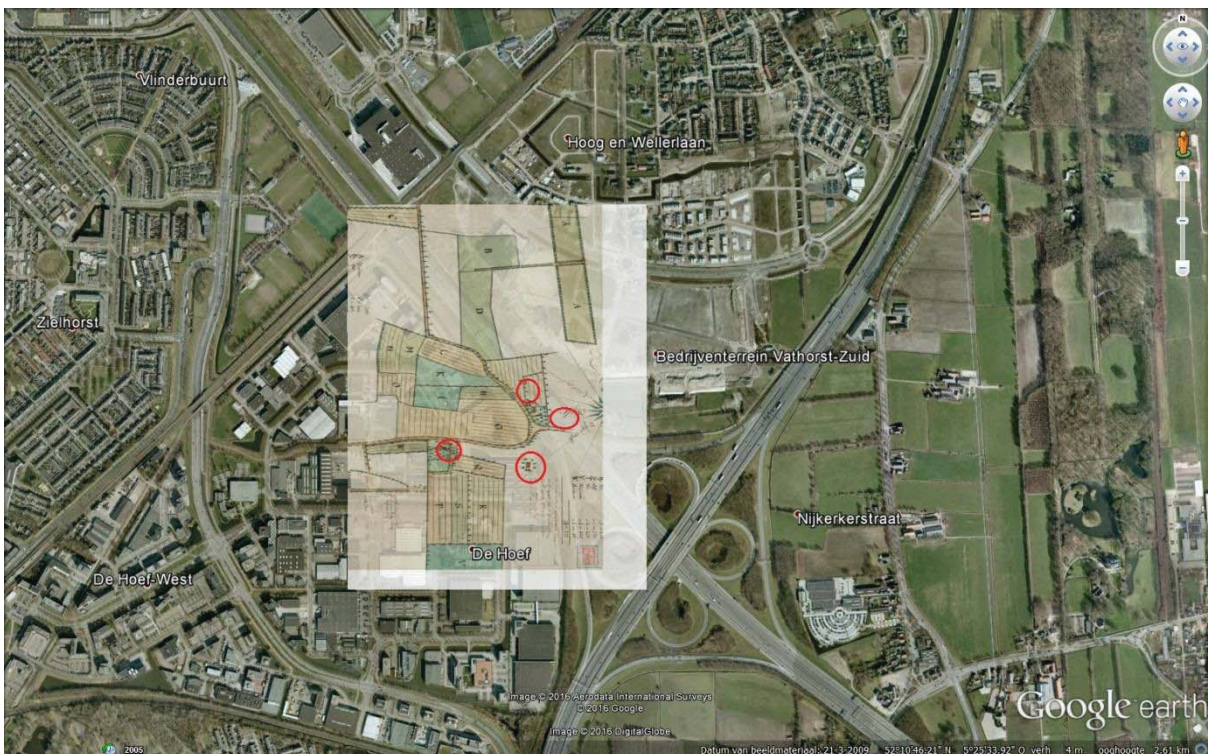 N
Vlinderbuurt
Hoog en Wellerlaan
Zielhorst
Bedrijventerrein Vathorst-Zuid
Nijkerkerstraat
De Hoef
De Hoef-West
Image © 2016 Aerodata International Surveys
© 2016 Google
Image © 2016 DigitalGlobe
Google earth
2005
Datum van beeldmateriaal: 21-3-2009 52°10'46.21" N 5°25'33.92" O verh 4 m ooghoogte 2.61 km